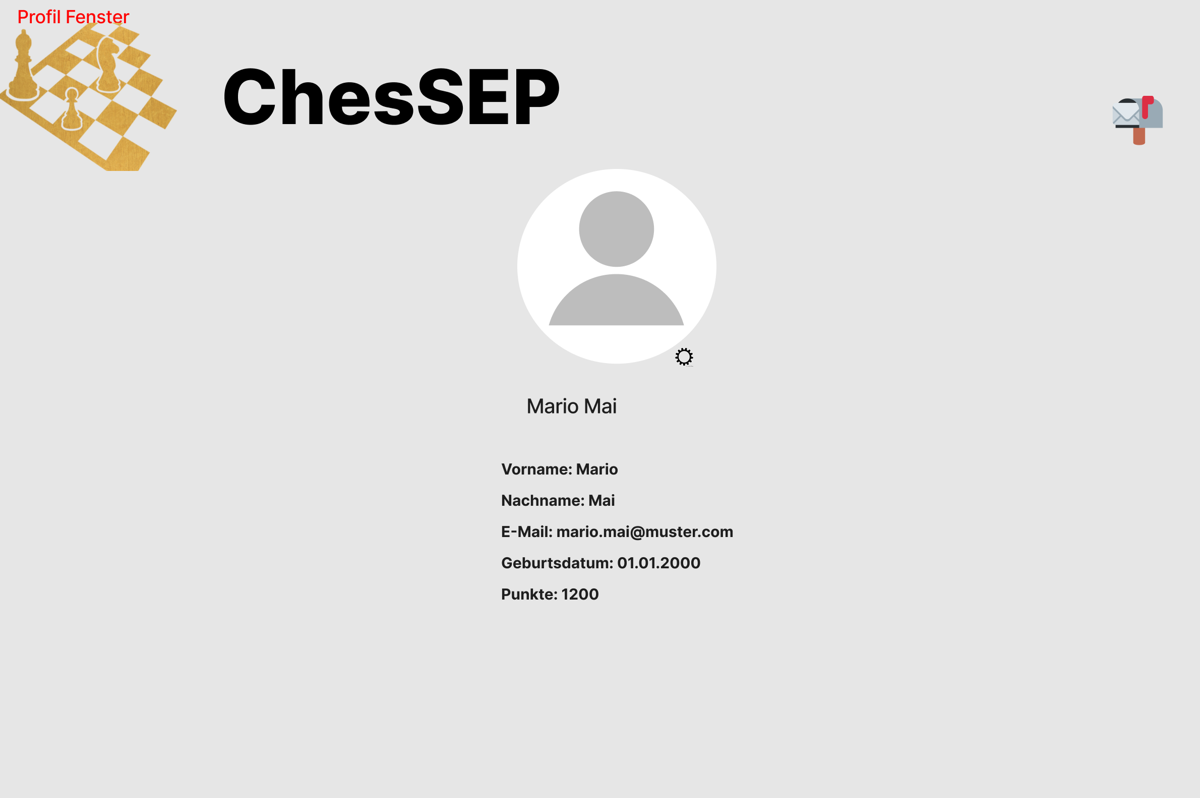 Profil Fenster
ChesSEP
Mario Mai
Vorname: Mario
Nachname: Mai
E-Mail: mario.mai@muster.com
Geburtsdatum: 01.01.2000
Punkte: 1200